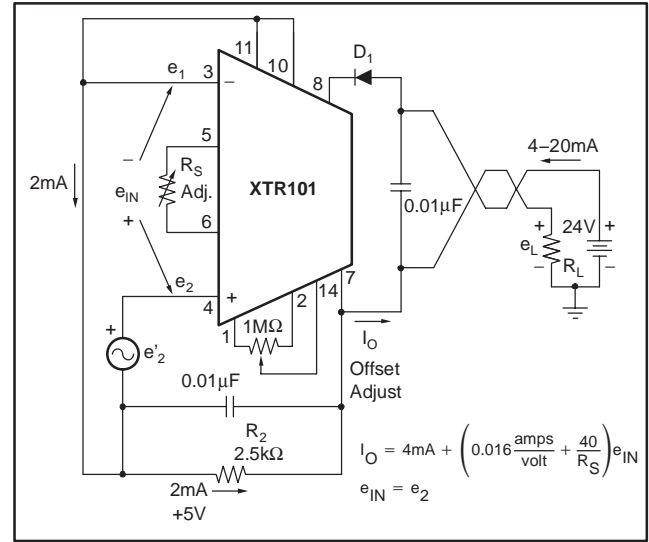 11
10
D1
e1
3
−
8
5
4–20mA
−
RS
Adj.
2mA
eIN
XTR101
0.01μF
+
6
+
24V
+
eL
−
RL
−
e2
4
+
2
14
7
1
1MΩ
IO
+
e'2
Offset
Adjust
0.01μF
R2
2.5kΩ
2mA
+5V
IO = 4mA + (0.016 amps/volt + 40/RS) eIN
eIN = e2